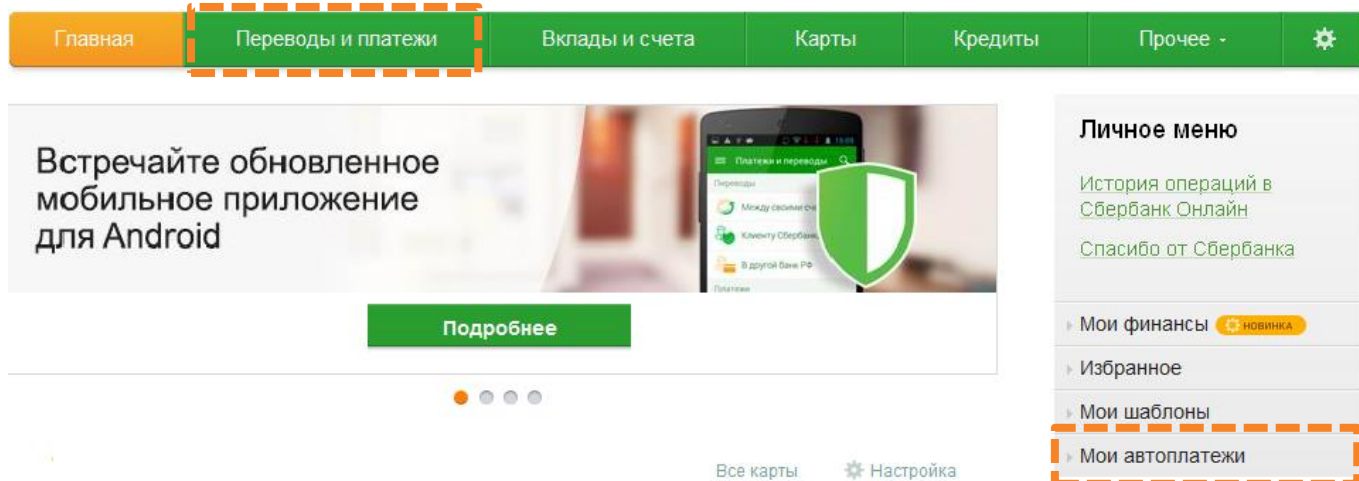 Главная Переводы и платежи Вклады и счета Карты Кредиты Прочее
Встречайте обновленное
мобильное приложение
для Android
Платежи и переводы
Переводы
Между своими сч
Клиенту Сбербан
В другой банк РФ
Платежи
Подробнее
Личное меню
История операций в
Сбербанк Онлайн
Спасибо от Сбербанка
Мои финансы НОВИНКА
Избранное
Мои шаблоны
Мои автоплатежи
Все карты Настройка